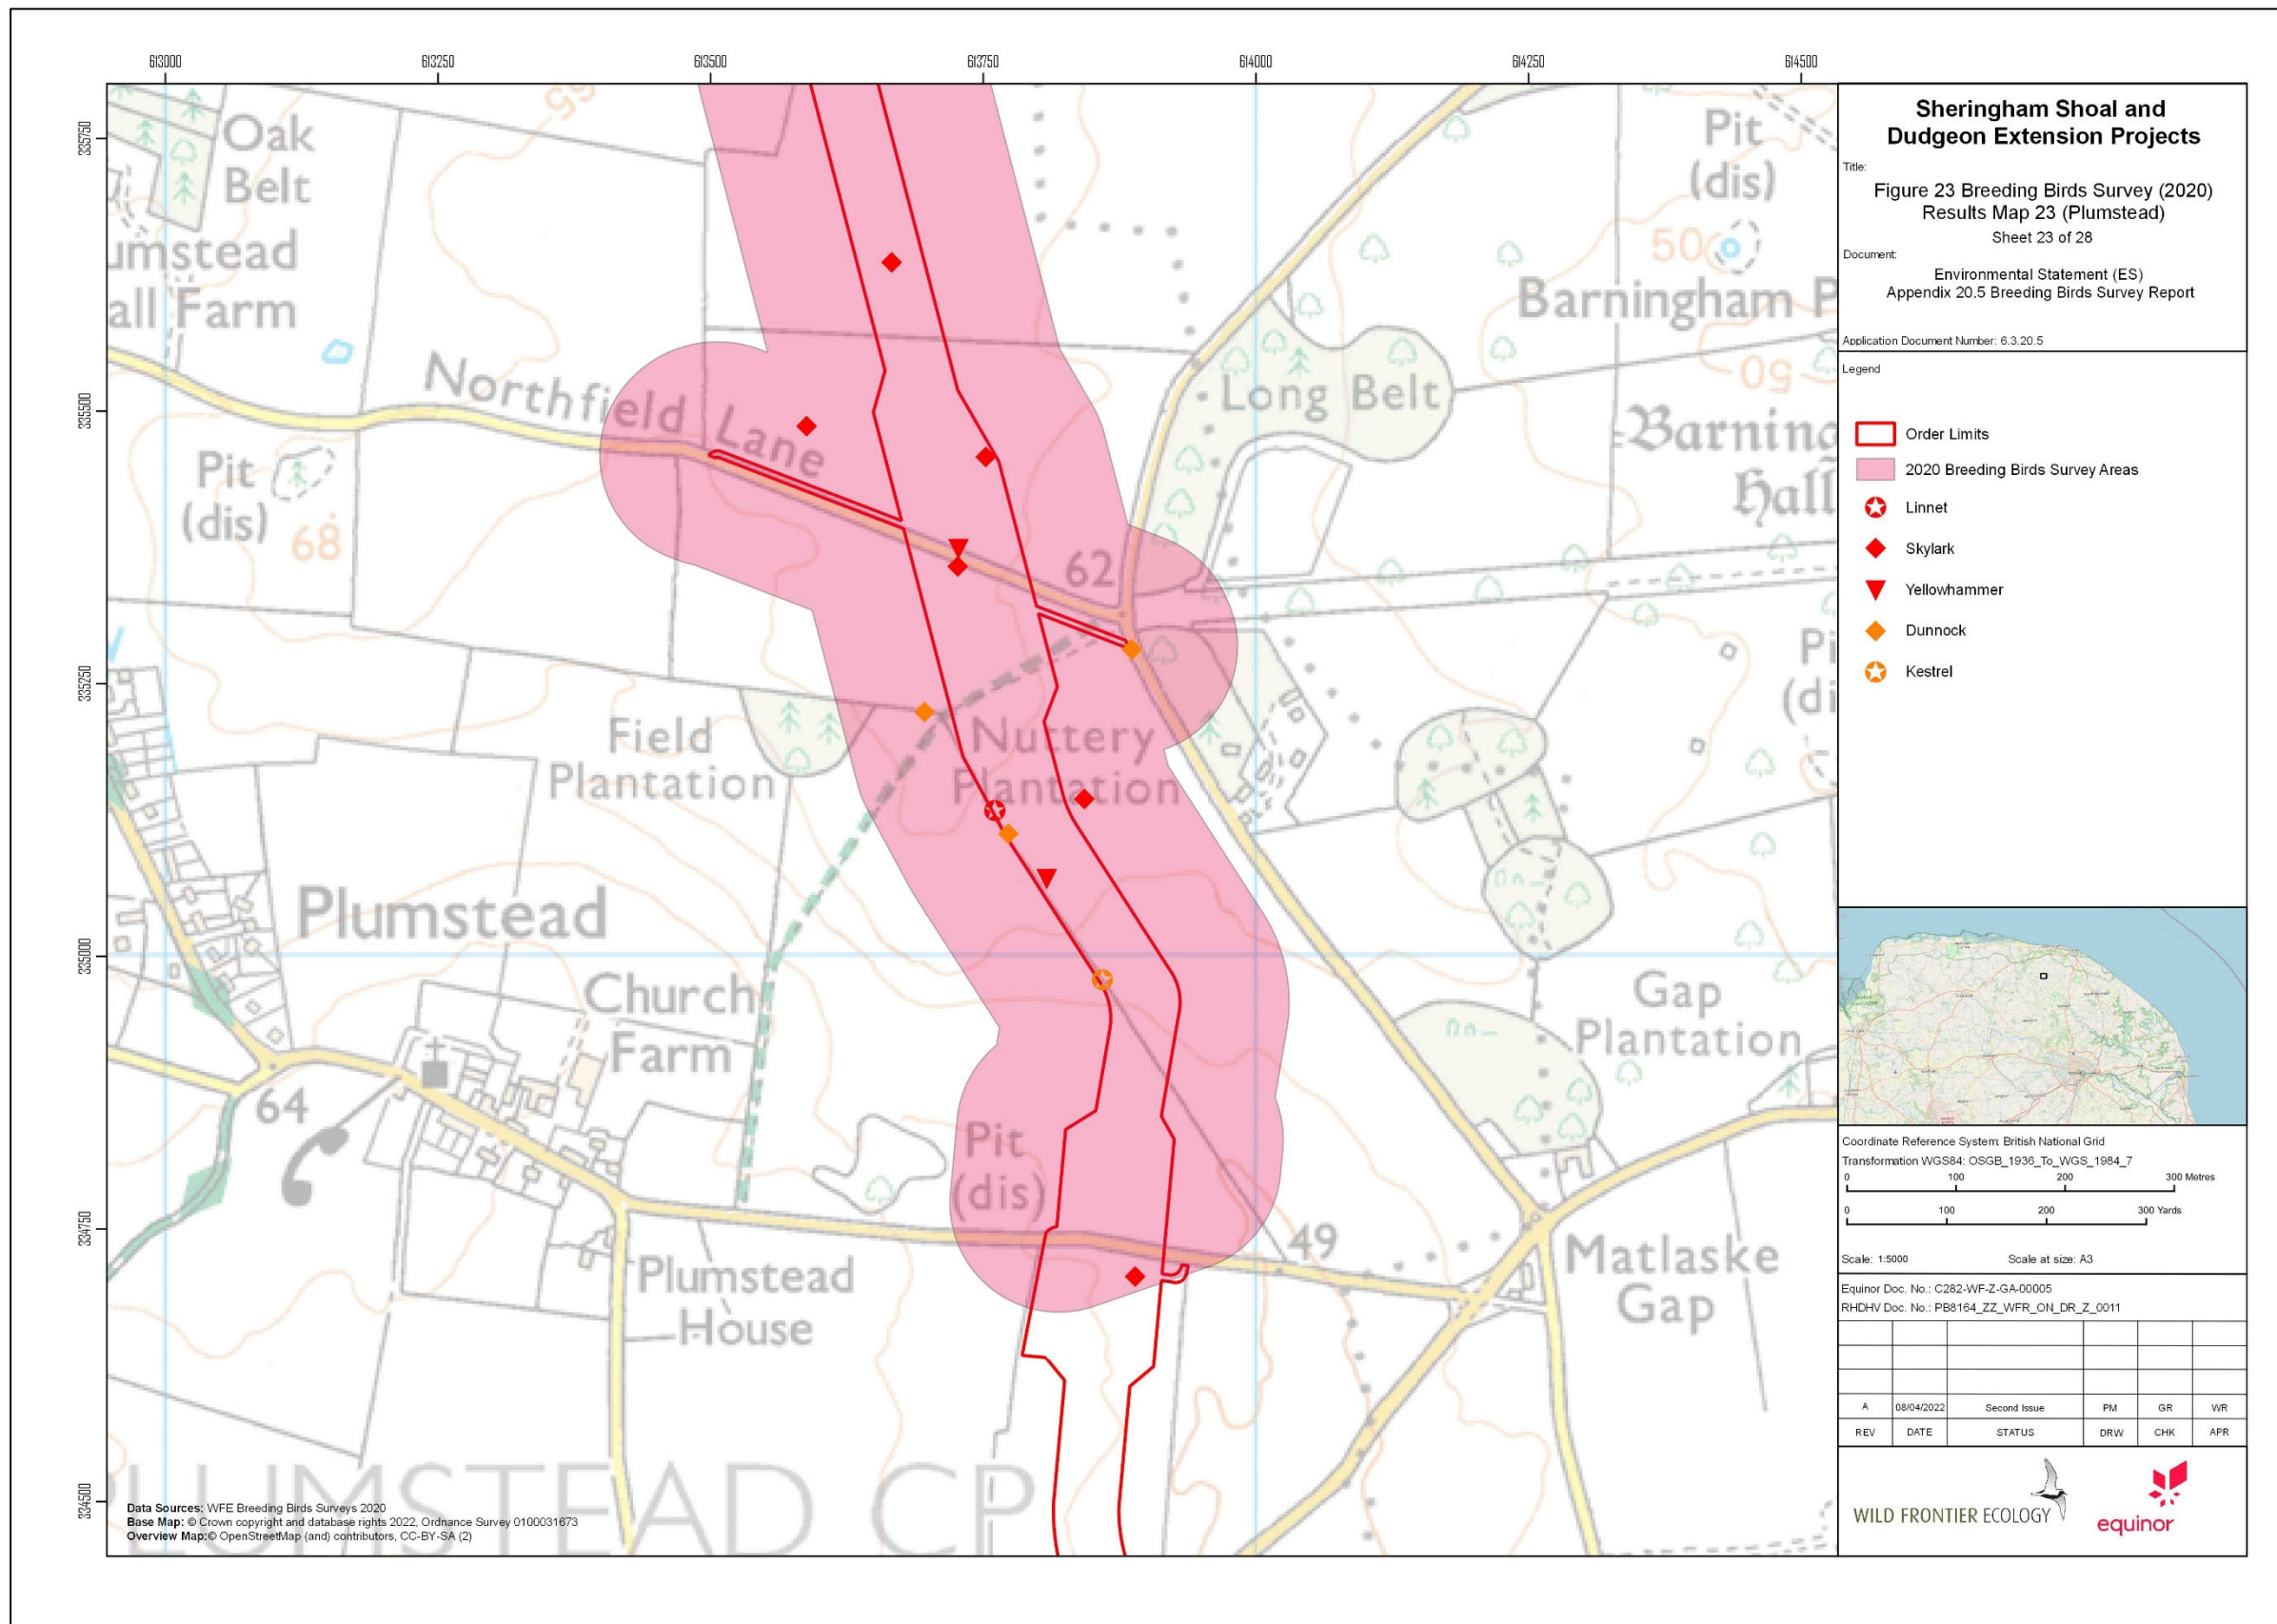 613000
613250
613500
613750
614000
614250
614500
335750
335500
335250
335000
334750
334500
Oak
Belt
55
umstead
all Farm
Northfield Lane
Pit
(dis)
68
Long Belt
Pit
(dis)
50
Barningham P
50
Barning
Hall
62
Field
Plantation
Nuttery
Plantation
Pi
(di
Plumstead
Church
Farm
64
Pit
(dis)
Gap
Plantation
49
Plumstead
House
Matlaske
Gap
PLUMSTEAD CP
Data Sources: WFE Breeding Birds Surveys 2020
Base Map: © Crown copyright and database rights 2022, Ordnance Survey 0100031673
Overview Map:© OpenStreetMap (and) contributors, CC-BY-SA (2)
Sheringham Shoal and
Dudgeon Extension Projects
Title:
Figure 23 Breeding Birds Survey (2020)
Results Map 23 (Plumstead)
Sheet 23 of 28
Document:
Environmental Statement (ES)
Appendix 20.5 Breeding Birds Survey Report
Application Document Number: 6.3.20.5
Legend
Order Limits
2020 Breeding Birds Survey Areas
Linnet
Skylark
Yellowhammer
Dunnock
Kestrel
Coordinate Reference System: British National Grid
Transformation WGS84: OSGB_1936_To_WGS_1984_7
0 100 200 300 Metres
0 100 200 300 Yards
Scale: 1:5000 Scale at size: A3
Equinor Doc. No.: C282-WF-Z-GA-00005
RHDHV Doc. No.: PB8164_ZZ_WFR_ON_DR_Z_0011
A 08/04/2022 Second Issue PM GR WR
REV DATE STATUS DRW CHK APR
WILD FRONTIER ECOLOGY
equinor